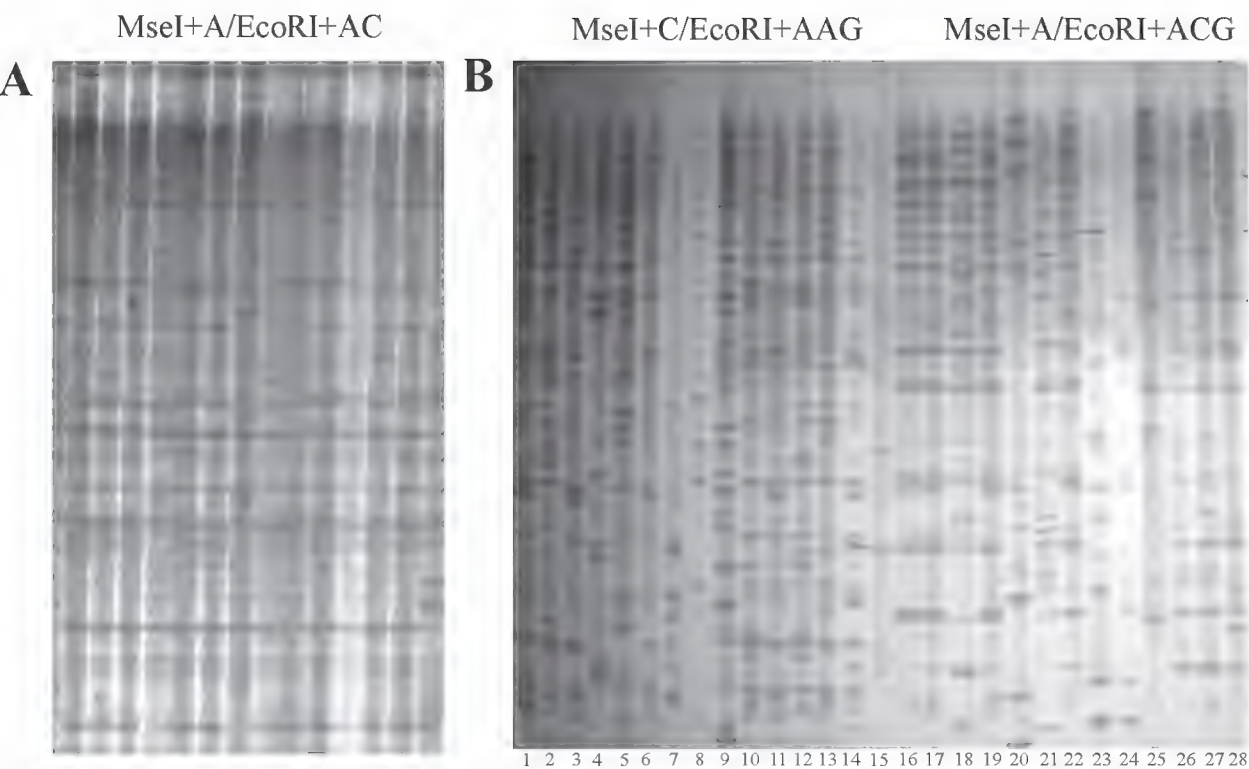 MseI+A/EcoRI+AC
MseI+C/EcoRI+AAG MseI+A/EcoRI+ACG
A
B
1 2 3 4 5 6 7 8 9 10 11 12 13 14 15 16 17 18 19 20 21 22 23 24 25 26 27 28